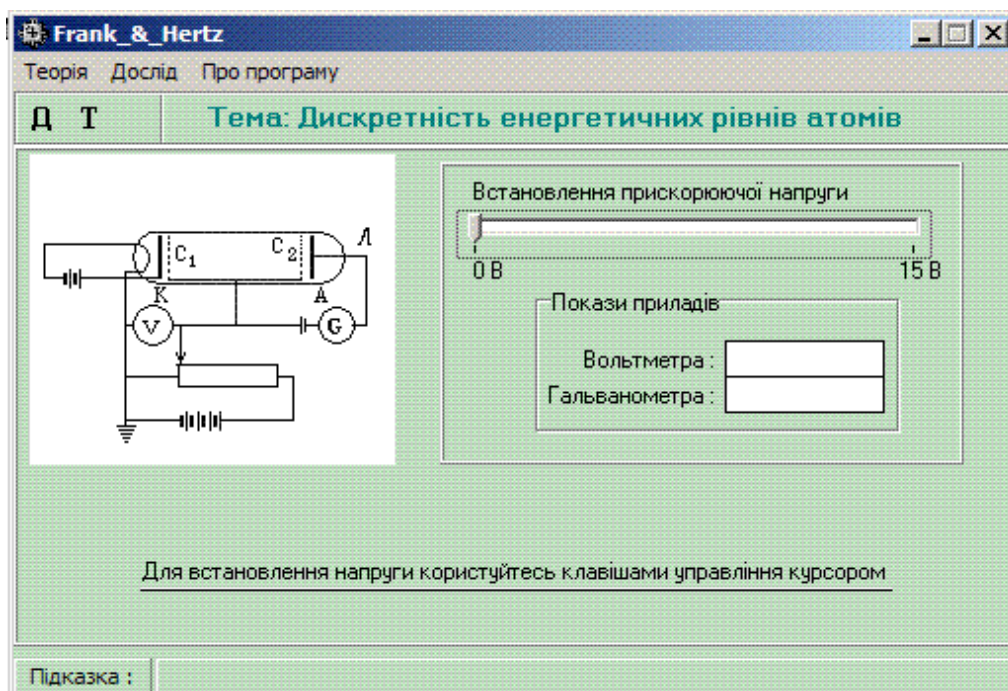 Frank_&_Hertz
Теорія Дослід Про програму
Д Т Тема: Дискретність енергетичних рівнів атомів
Встановлення прискорюючої напруги
0 В 15 В
C1 C2 Л
К А
V G
Покази приладів
Вольтметра :
Гальванометра :
Для встановлення напруги користуйтесь клавішами управління курсором
Підказка :